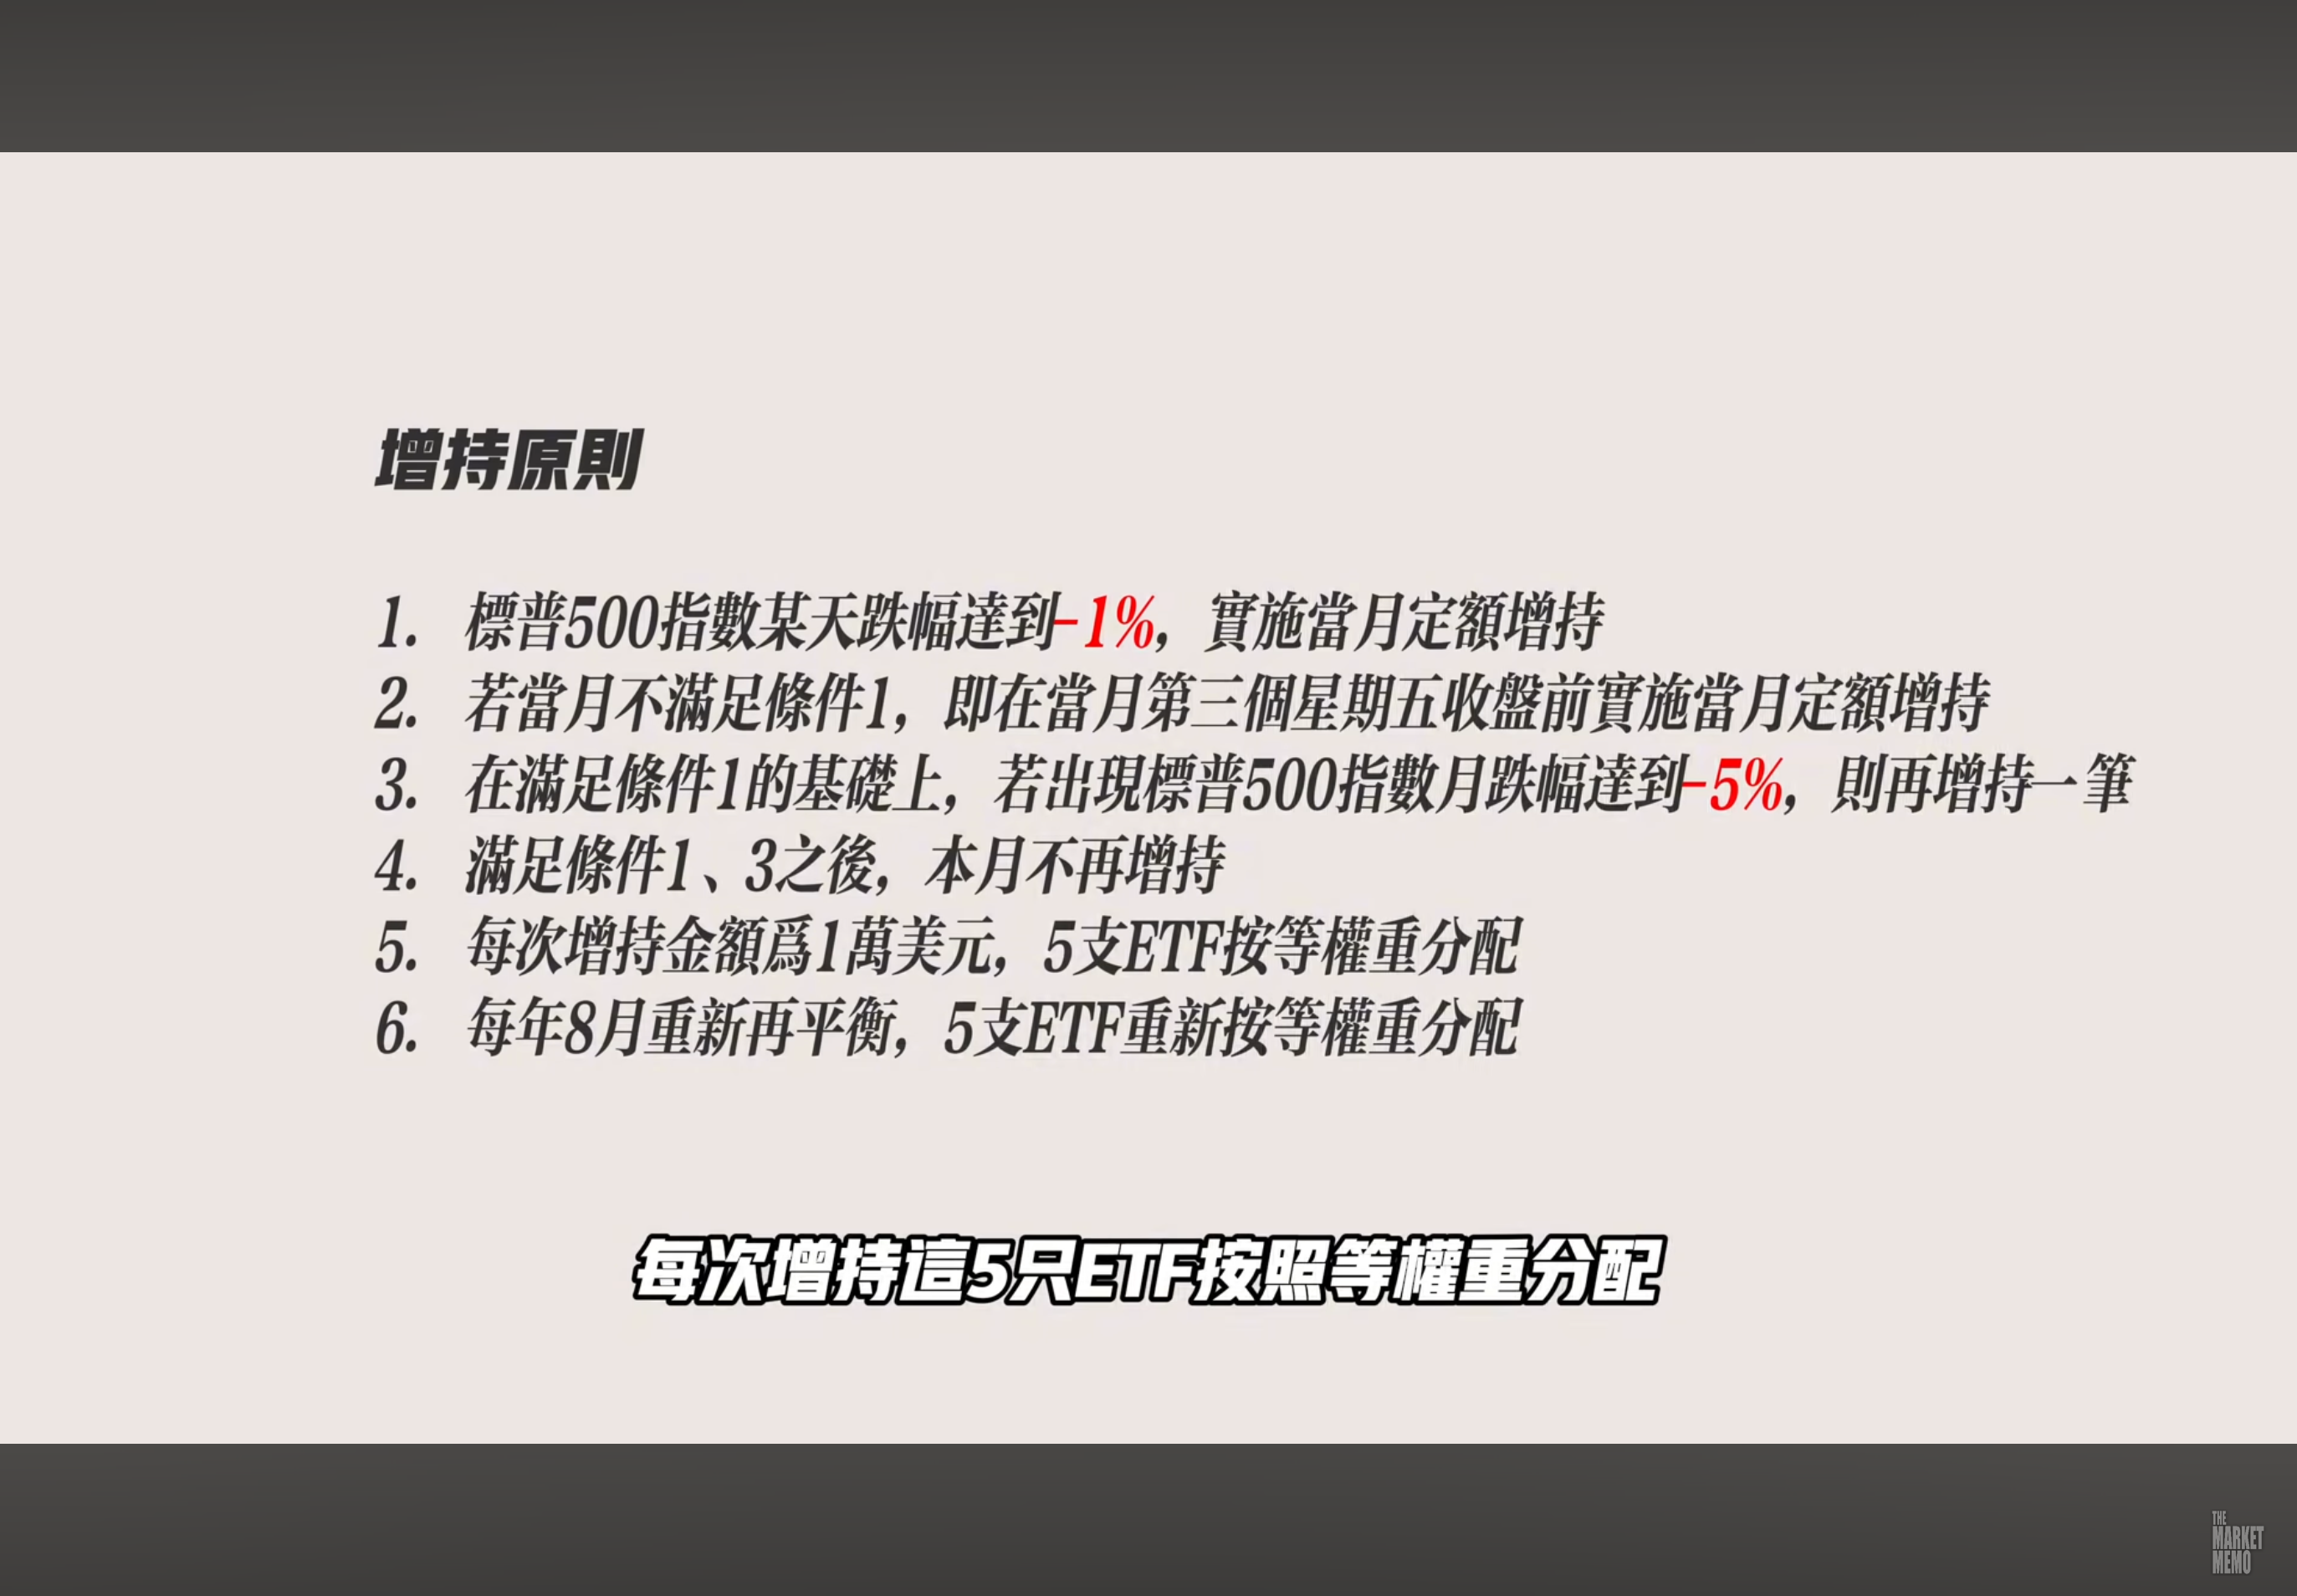 增持原則
1. 標普500指數某天跌幅達到-1%，實施當月定額增持
2. 若當月不滿足條件1，即在當月第三個星期五收盤前實施當月定額增持
3. 在滿足條件1的基礎上，若出現標普500指數月跌幅達到-5%，則再增持一筆
4. 滿足條件1、3之後，本月不再增持
5. 每次增持金額爲1萬美元，5支ETF按等權重分配
6. 每年8月重新再平衡，5支ETF重新按等權重分配
每次增持這5只ETF按照等權重分配
THE
MARKET
MEMO